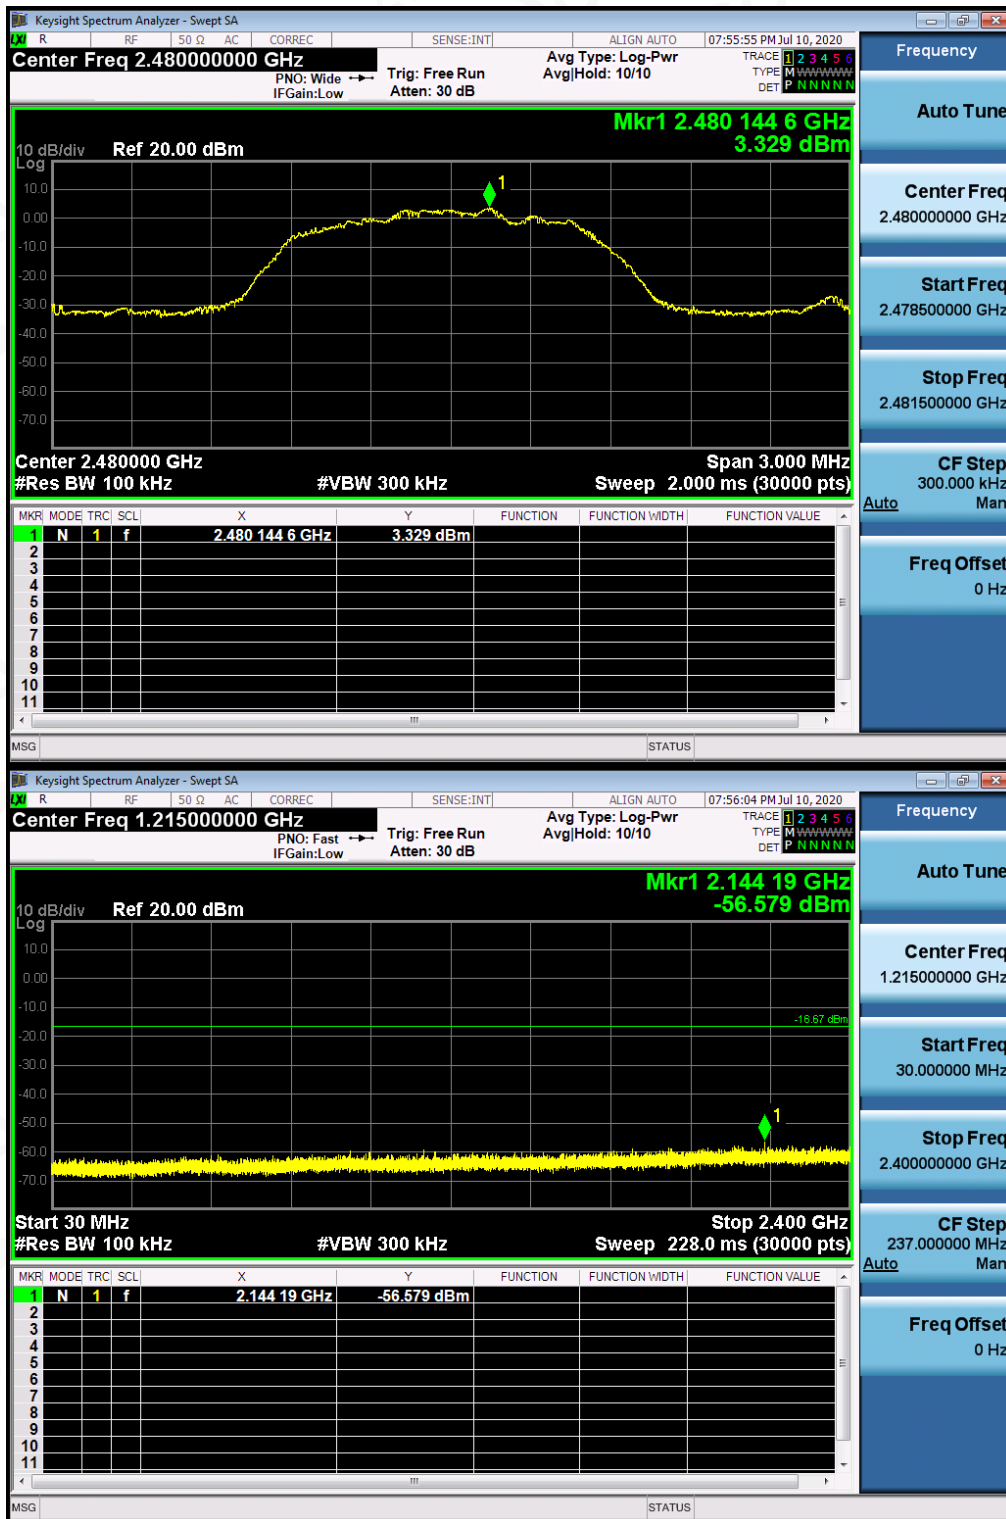 Keysight Spectrum Analyzer - Swept SA
LXI R RF 50 Ω AC CORREC SENSE:INT ALIGN AUTO 07:55:55 PM Jul 10, 2020
Center Freq 2.480000000 GHz
PNO: Wide
IFGain:Low
Trig: Free Run
Atten: 30 dB
Avg Type: Log-Pwr
Avg|Hold: 10/10
TRACE 1 2 3 4 5 6
TYPE M WWWWW
DET P N N N N N
Mkr1 2.480 144 6 GHz
3.329 dBm
10 dB/div Ref 20.00 dBm
Log
10.0
0.00
-10.0
-20.0
-30.0
-40.0
-50.0
-60.0
-70.0
1
Center 2.480000 GHz Span 3.000 MHz
#Res BW 100 kHz #VBW 300 kHz Sweep 2.000 ms (30000 pts)
MKR MODE TRC SCL X Y FUNCTION FUNCTION WIDTH FUNCTION VALUE
1 N 1 f 2.480 144 6 GHz 3.329 dBm
2
3
4
5
6
7
8
9
10
11
MSG STATUS
Frequency
Auto Tune
Center Freq
2.480000000 GHz
Start Freq
2.478500000 GHz
Stop Freq
2.481500000 GHz
CF Step
300.000 kHz
Auto Man
Freq Offset
0 Hz
Keysight Spectrum Analyzer - Swept SA
LXI R RF 50 Ω AC CORREC SENSE:INT ALIGN AUTO 07:56:04 PM Jul 10, 2020
Center Freq 1.215000000 GHz
PNO: Fast
IFGain:Low
Trig: Free Run
Atten: 30 dB
Avg Type: Log-Pwr
Avg|Hold: 10/10
TRACE 1 2 3 4 5 6
TYPE M WWWWW
DET P N N N N N
Mkr1 2.144 19 GHz
-56.579 dBm
10 dB/div Ref 20.00 dBm
Log
10.0
0.00
-10.0
-20.0
-30.0
-40.0
-50.0
-60.0
-70.0
-16.67 dBm
1
Start 30 MHz Stop 2.400 GHz
#Res BW 100 kHz #VBW 300 kHz Sweep 228.0 ms (30000 pts)
MKR MODE TRC SCL X Y FUNCTION FUNCTION WIDTH FUNCTION VALUE
1 N 1 f 2.144 19 GHz -56.579 dBm
2
3
4
5
6
7
8
9
10
11
MSG STATUS
Frequency
Auto Tune
Center Freq
1.215000000 GHz
Start Freq
30.000000 MHz
Stop Freq
2.400000000 GHz
CF Step
237.000000 MHz
Auto Man
Freq Offset
0 Hz